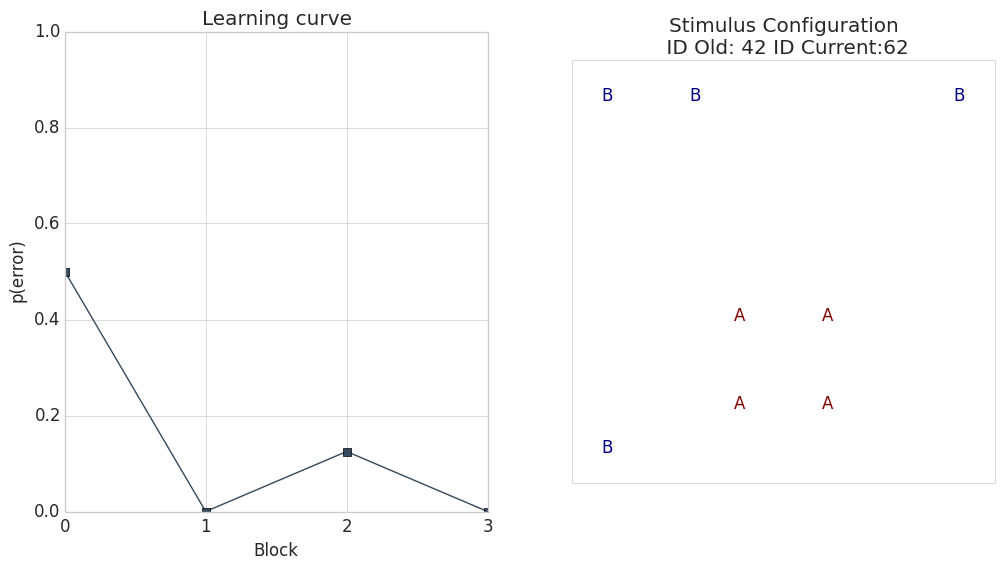 Learning curve
1.0
0.8
0.6
0.4
0.2
0.0
p(error)
0 1 2 3
Block
Stimulus Configuration
ID Old: 42 ID Current:62
B B B
A A
A A
B